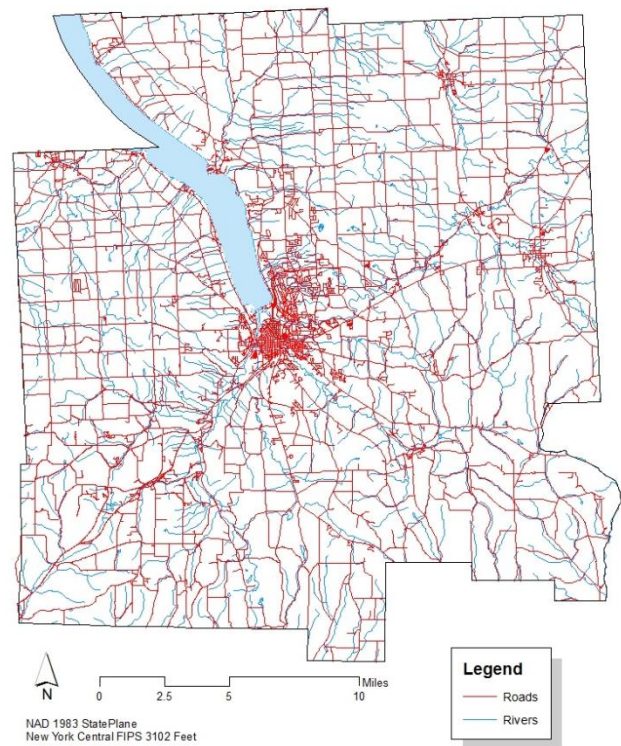 N
0 2.5 5 10 Miles
NAD 1983 StatePlane
New York Central FIPS 3102 Feet
Legend
Roads
Rivers